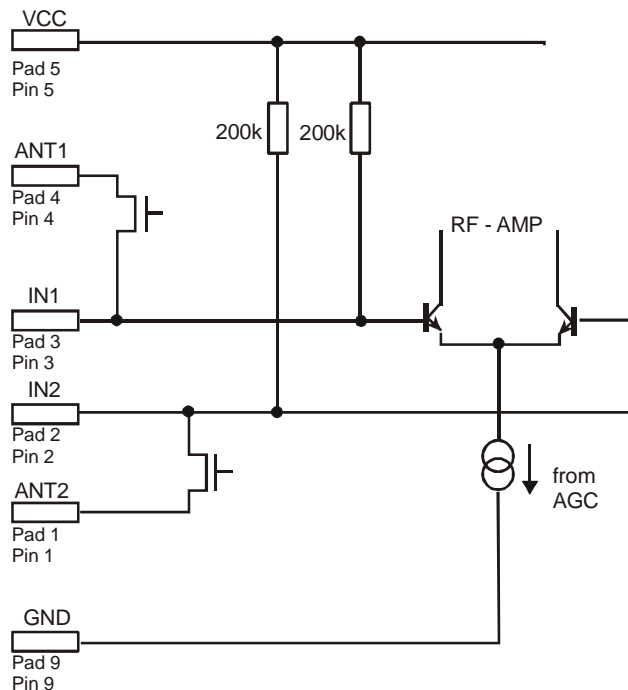 VCC
Pad 5
Pin 5
200k
200k
ANT1
Pad 4
Pin 4
RF - AMP
IN1
Pad 3
Pin 3
IN2
Pad 2
Pin 2
from
AGC
ANT2
Pad 1
Pin 1
GND
Pad 9
Pin 9